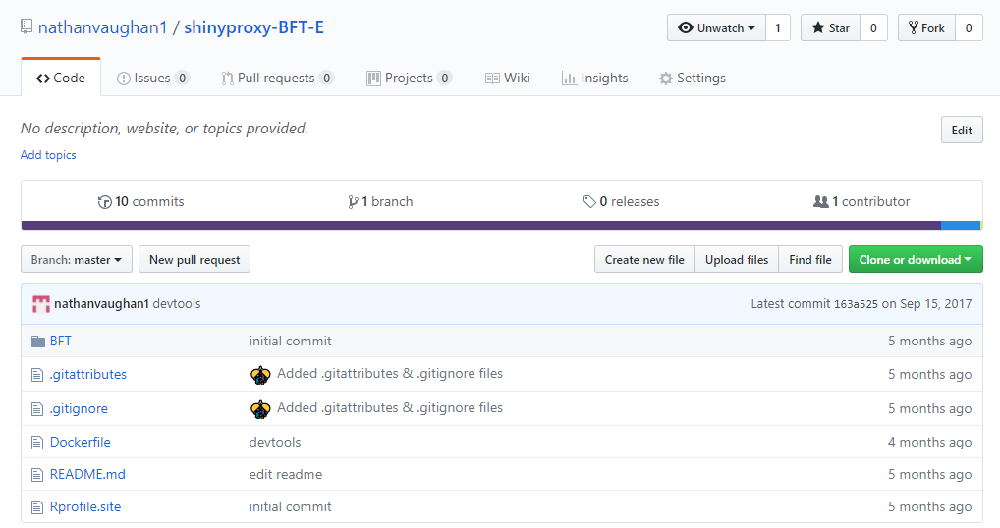 nathanvaughan1 / shinyproxy-BFT-E Unwatch 1 Star 0 Fork 0
Code Issues 0 Pull requests 0 Projects 0 Wiki Insights Settings
No description, website, or topics provided. Edit
Add topics
10 commits 1 branch 0 releases 1 contributor
Branch: master New pull request Create new file Upload files Find file Clone or download
nathanvaughan1 devtools Latest commit 163a525 on Sep 15, 2017
BFT initial commit 5 months ago
.gitattributes Added .gitattributes & .gitignore files 5 months ago
.gitignore Added .gitattributes & .gitignore files 5 months ago
Dockerfile devtools 4 months ago
README.md edit readme 5 months ago
Rprofile.site initial commit 5 months ago